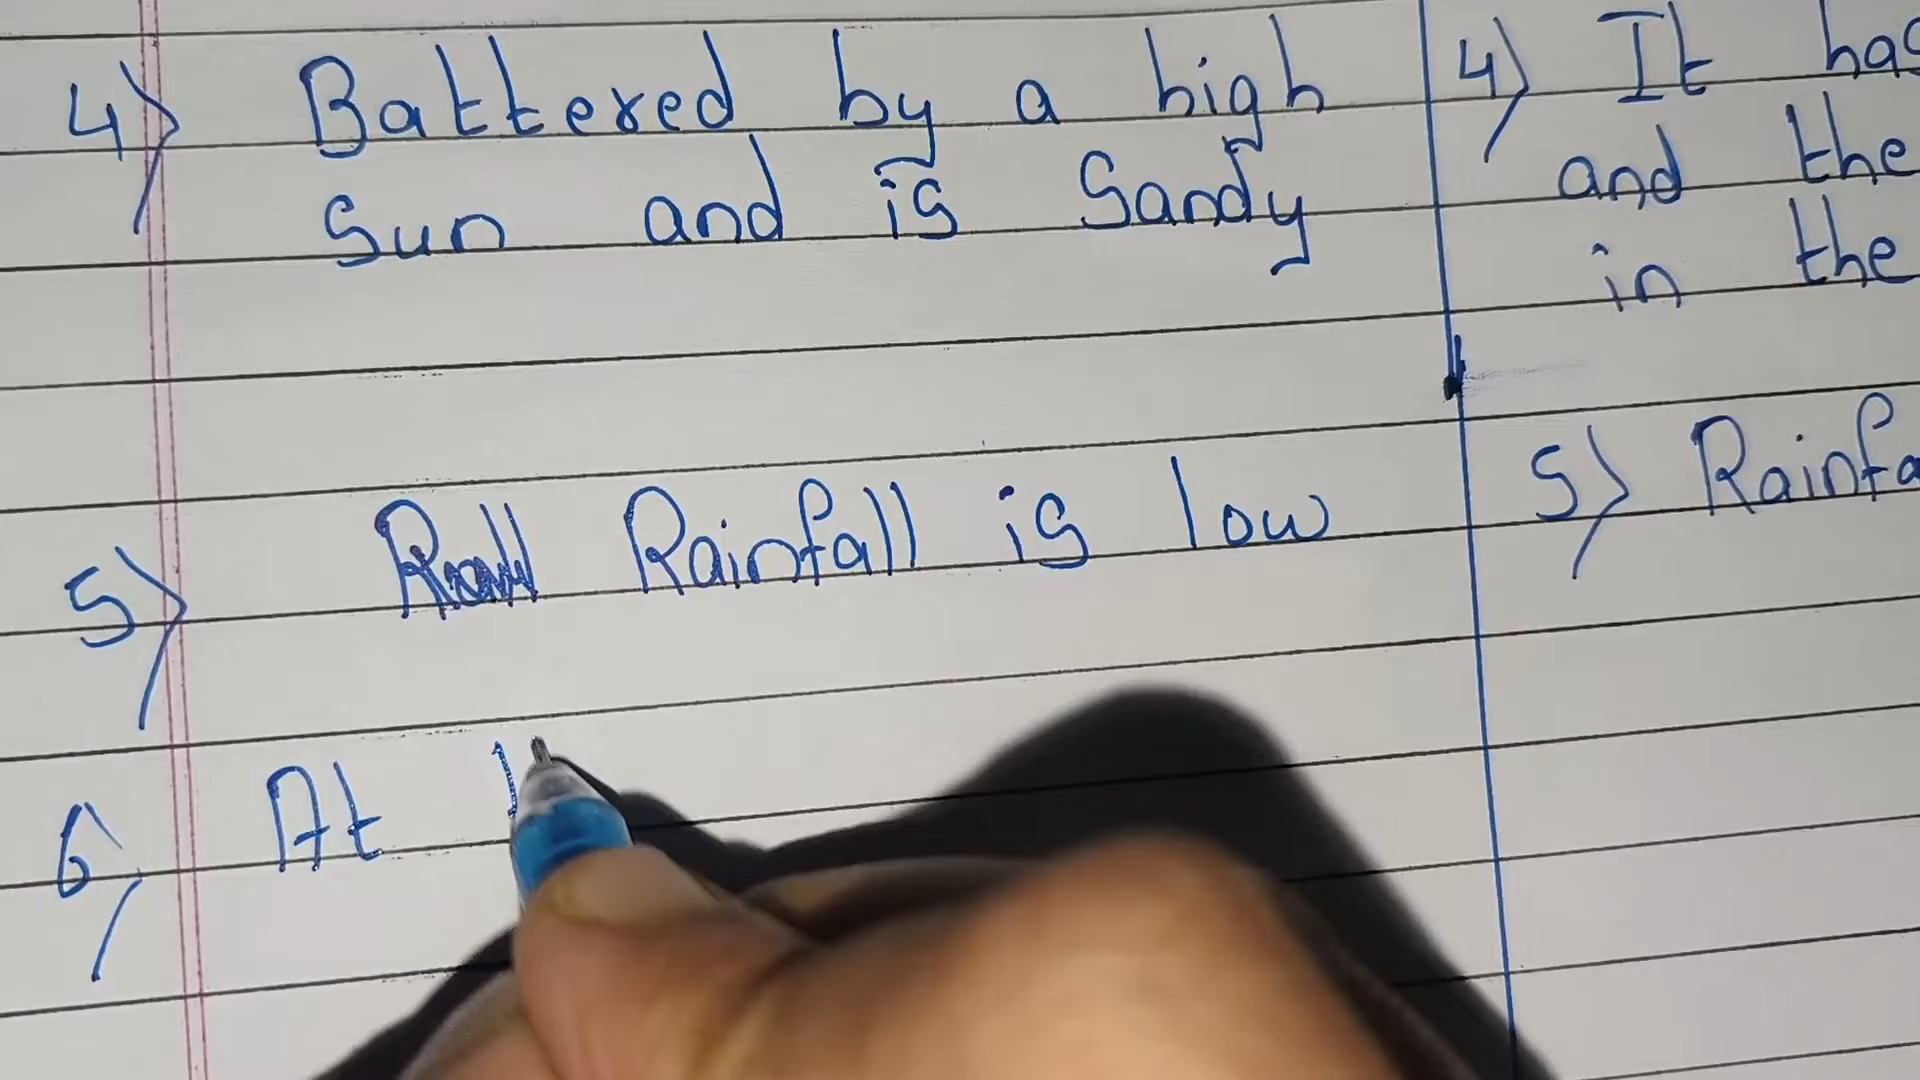 4) Battered by a high
Sun and is Sandy
5) Rainfall is low
6) At
4) It has
and the
in the
5) Rainfa